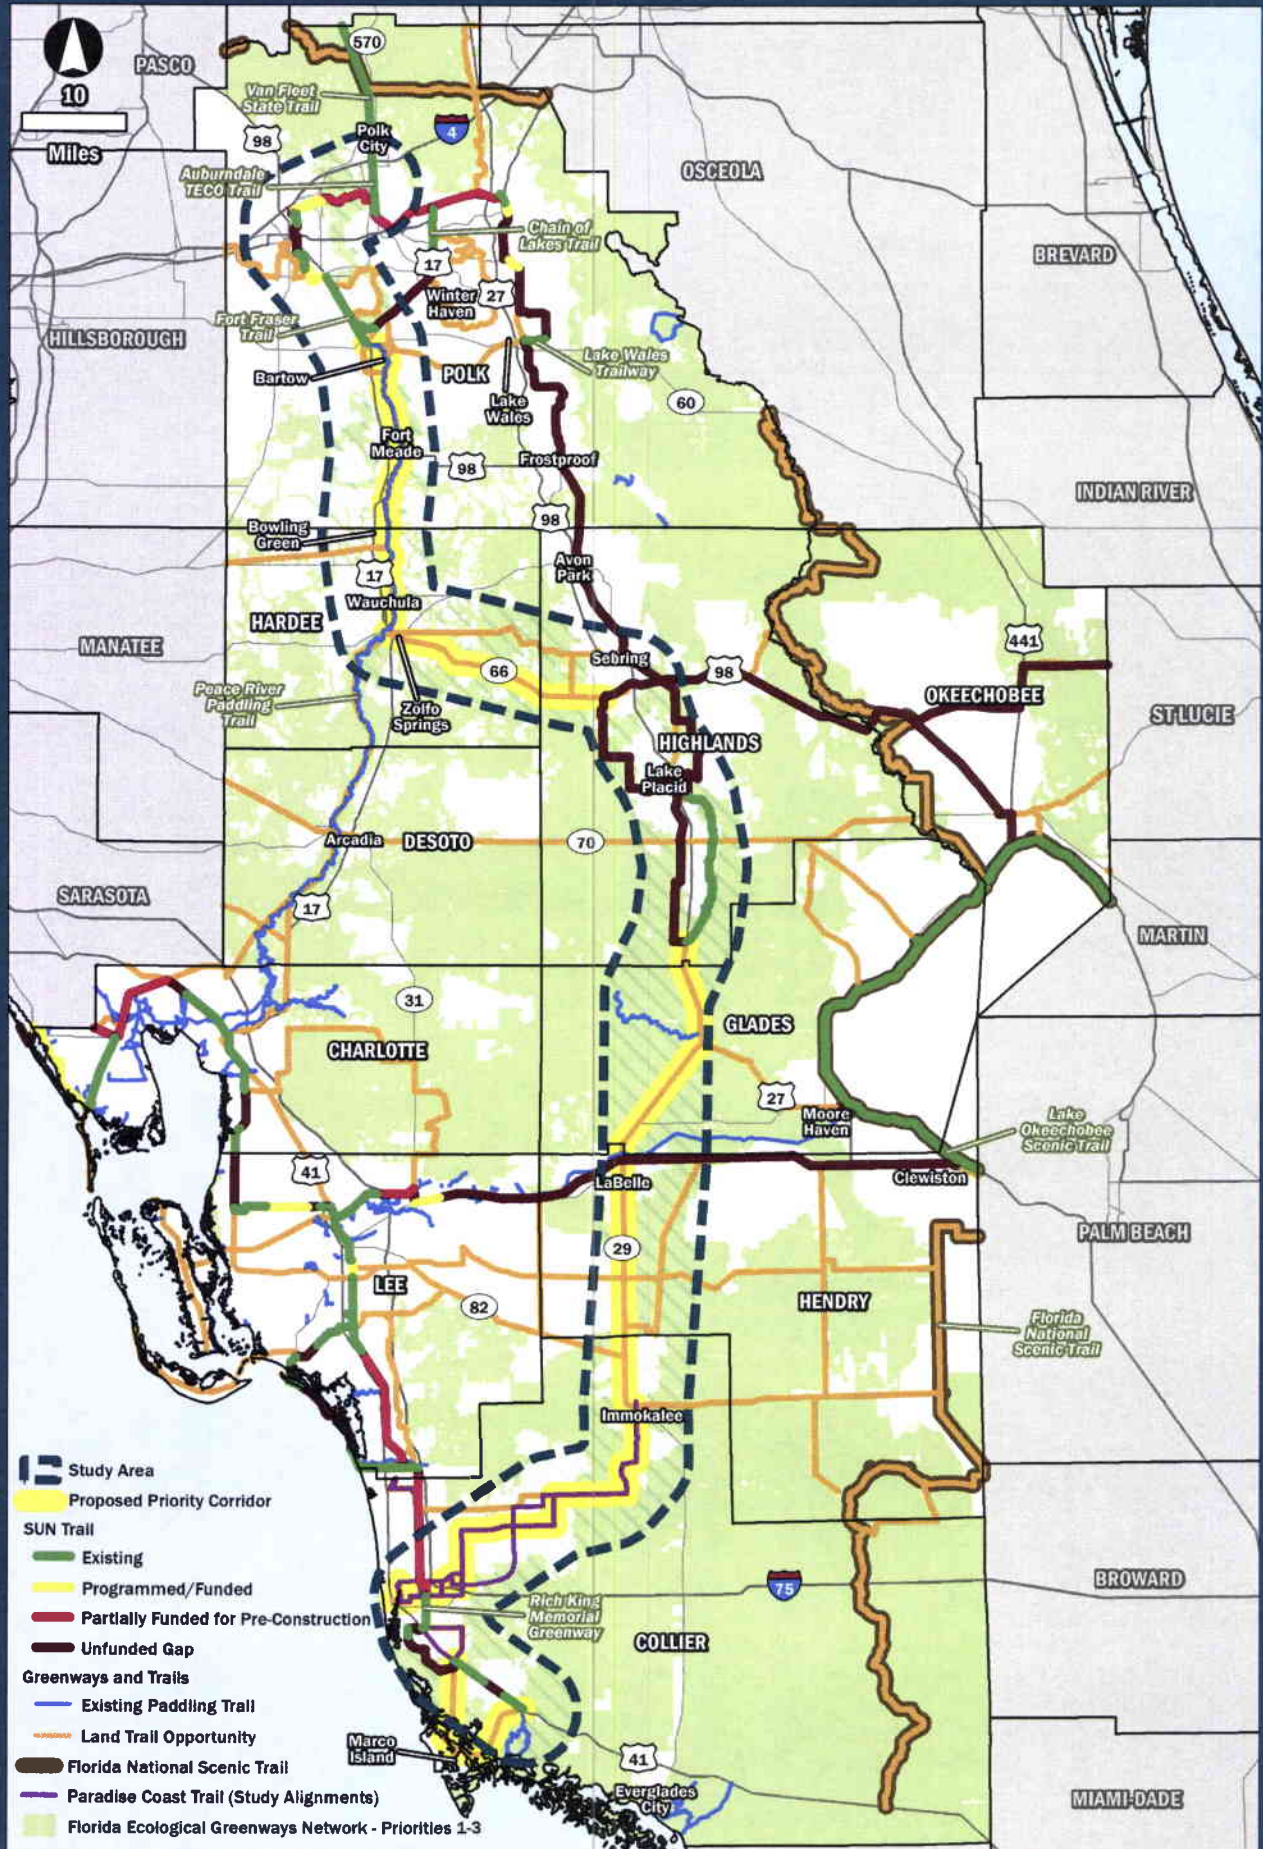 PASCO
570
10
Miles
Van Fleet
State Trail
98
Polk
City
4
OSCEOLA
Auburndale
TECO Trail
Chain of
Lakes Trail
BREVARD
17
Winter
Haven
27
HILLSBOROUGH
Fort Fraser
Trail
Lake Wales
Trailway
Bartow
POLK
Lake
Wales
60
Fort
Meade
98
Frostproof
INDIAN RIVER
98
Bowling
Green
Avon
Park
17
Wauchula
HARDEE
MANATEE
441
Sebring
66
98
OKEECHOBEE
Peace River
Paddling
Trail
Zolfo
Springs
ST LUCIE
HIGHLANDS
Lake
Placid
Arcadia
DESOTO
70
SARASOTA
17
MARTIN
31
GLADES
CHARLOTTE
27
Moore
Haven
Lake
Okeechobee
Scenic Trail
41
LaBelle
Clewiston
PALM BEACH
29
LEE
82
HENDRY
Florida
National
Scenic Trail
Immokalee
Study Area
Proposed Priority Corridor
SUN Trail
Existing
Programmed/Funded
Partially Funded for Pre-Construction
Unfunded Gap
Greenways and Trails
Existing Paddling Trail
Land Trail Opportunity
Florida National Scenic Trail
Paradise Coast Trail (Study Alignments)
Florida Ecological Greenways Network - Priorities 1-3
75
BROWARD
Rich King
Memorial
Greenway
COLLIER
Marco
Island
41
Everglades
City
MIAMI-DADE